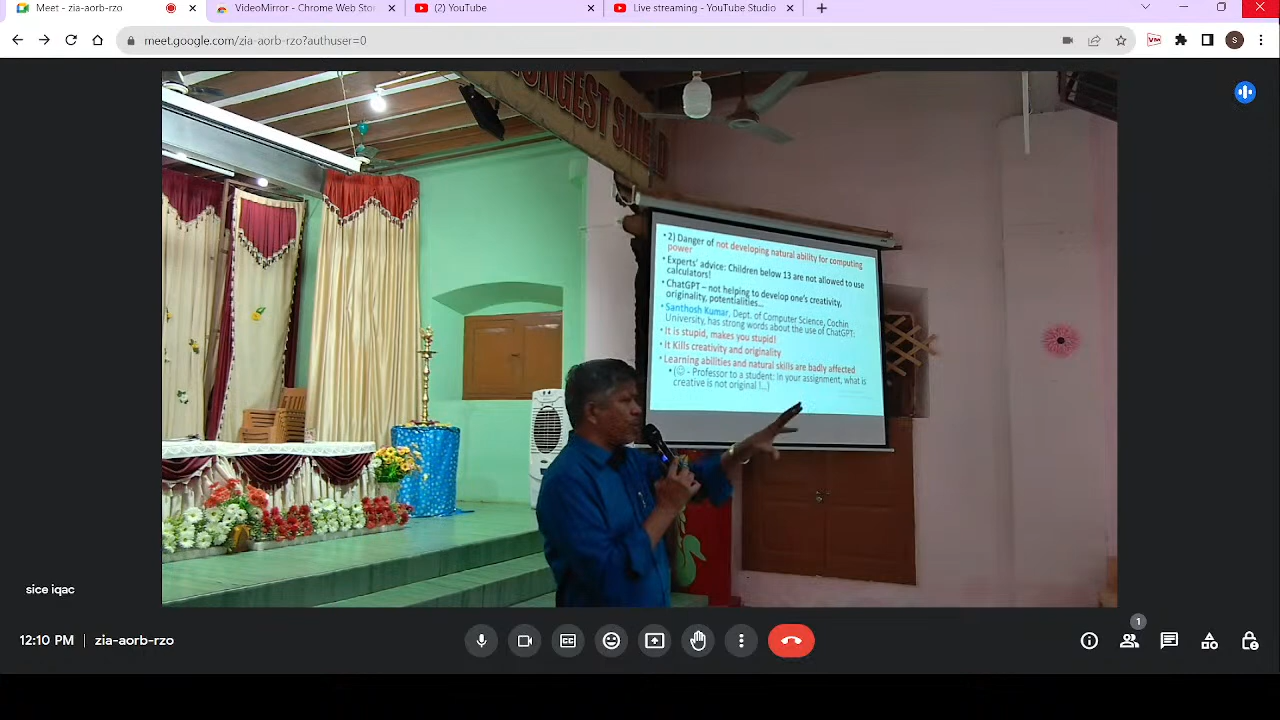 Meet - zia-aorb-rzo
VideoMirror - Chrome Web Sto
(2) YouTube
Live streaming - YouTube Studio
meet.google.com/zia-aorb-rzo?authuser=0
VM
S
NGEST SHIELD
• 2) Danger of not developing natural ability for computing
power
• Experts' advice: Children below 13 are not allowed to use
calculators!
• ChatGPT – not helping to develop one's creativity,
originality, potentialities...
• Santhosh Kumar, Dept. of Computer Science, Cochin
University, has strong words about the use of ChatGPT:
• It is stupid, makes you stupid!
• It Kills creativity and originality
• Learning abilities and natural skills are badly affected
• (☺ - Professor to a student: In your assignment, what is
creative is not original !...)
sice iqac
12:10 PM | zia-aorb-rzo
CC
1